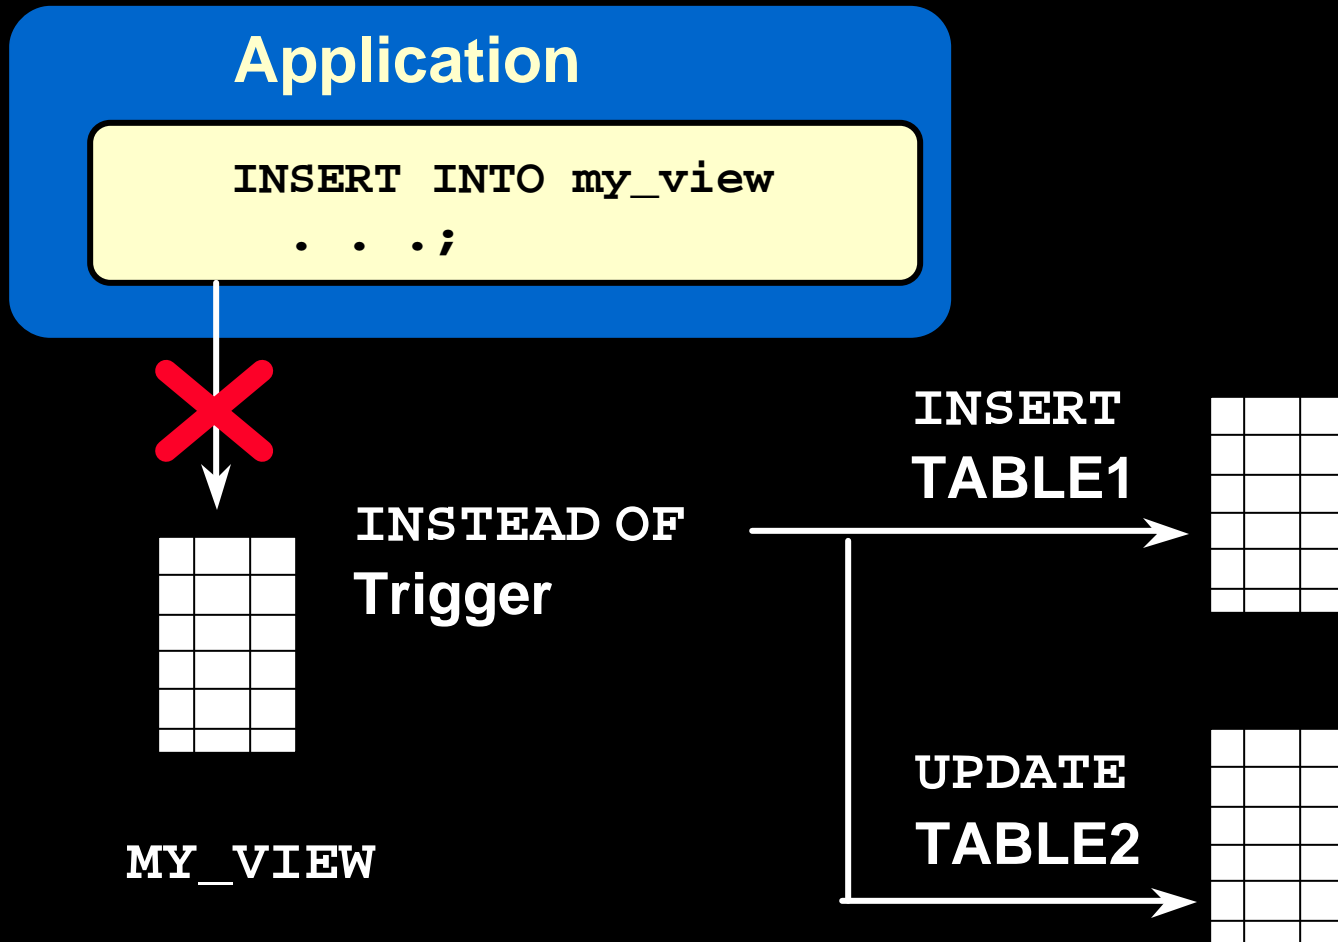 Application
INSERT INTO my_view
. . .;
INSERT
TABLE1
INSTEAD OF
Trigger
UPDATE
TABLE2
MY_VIEW